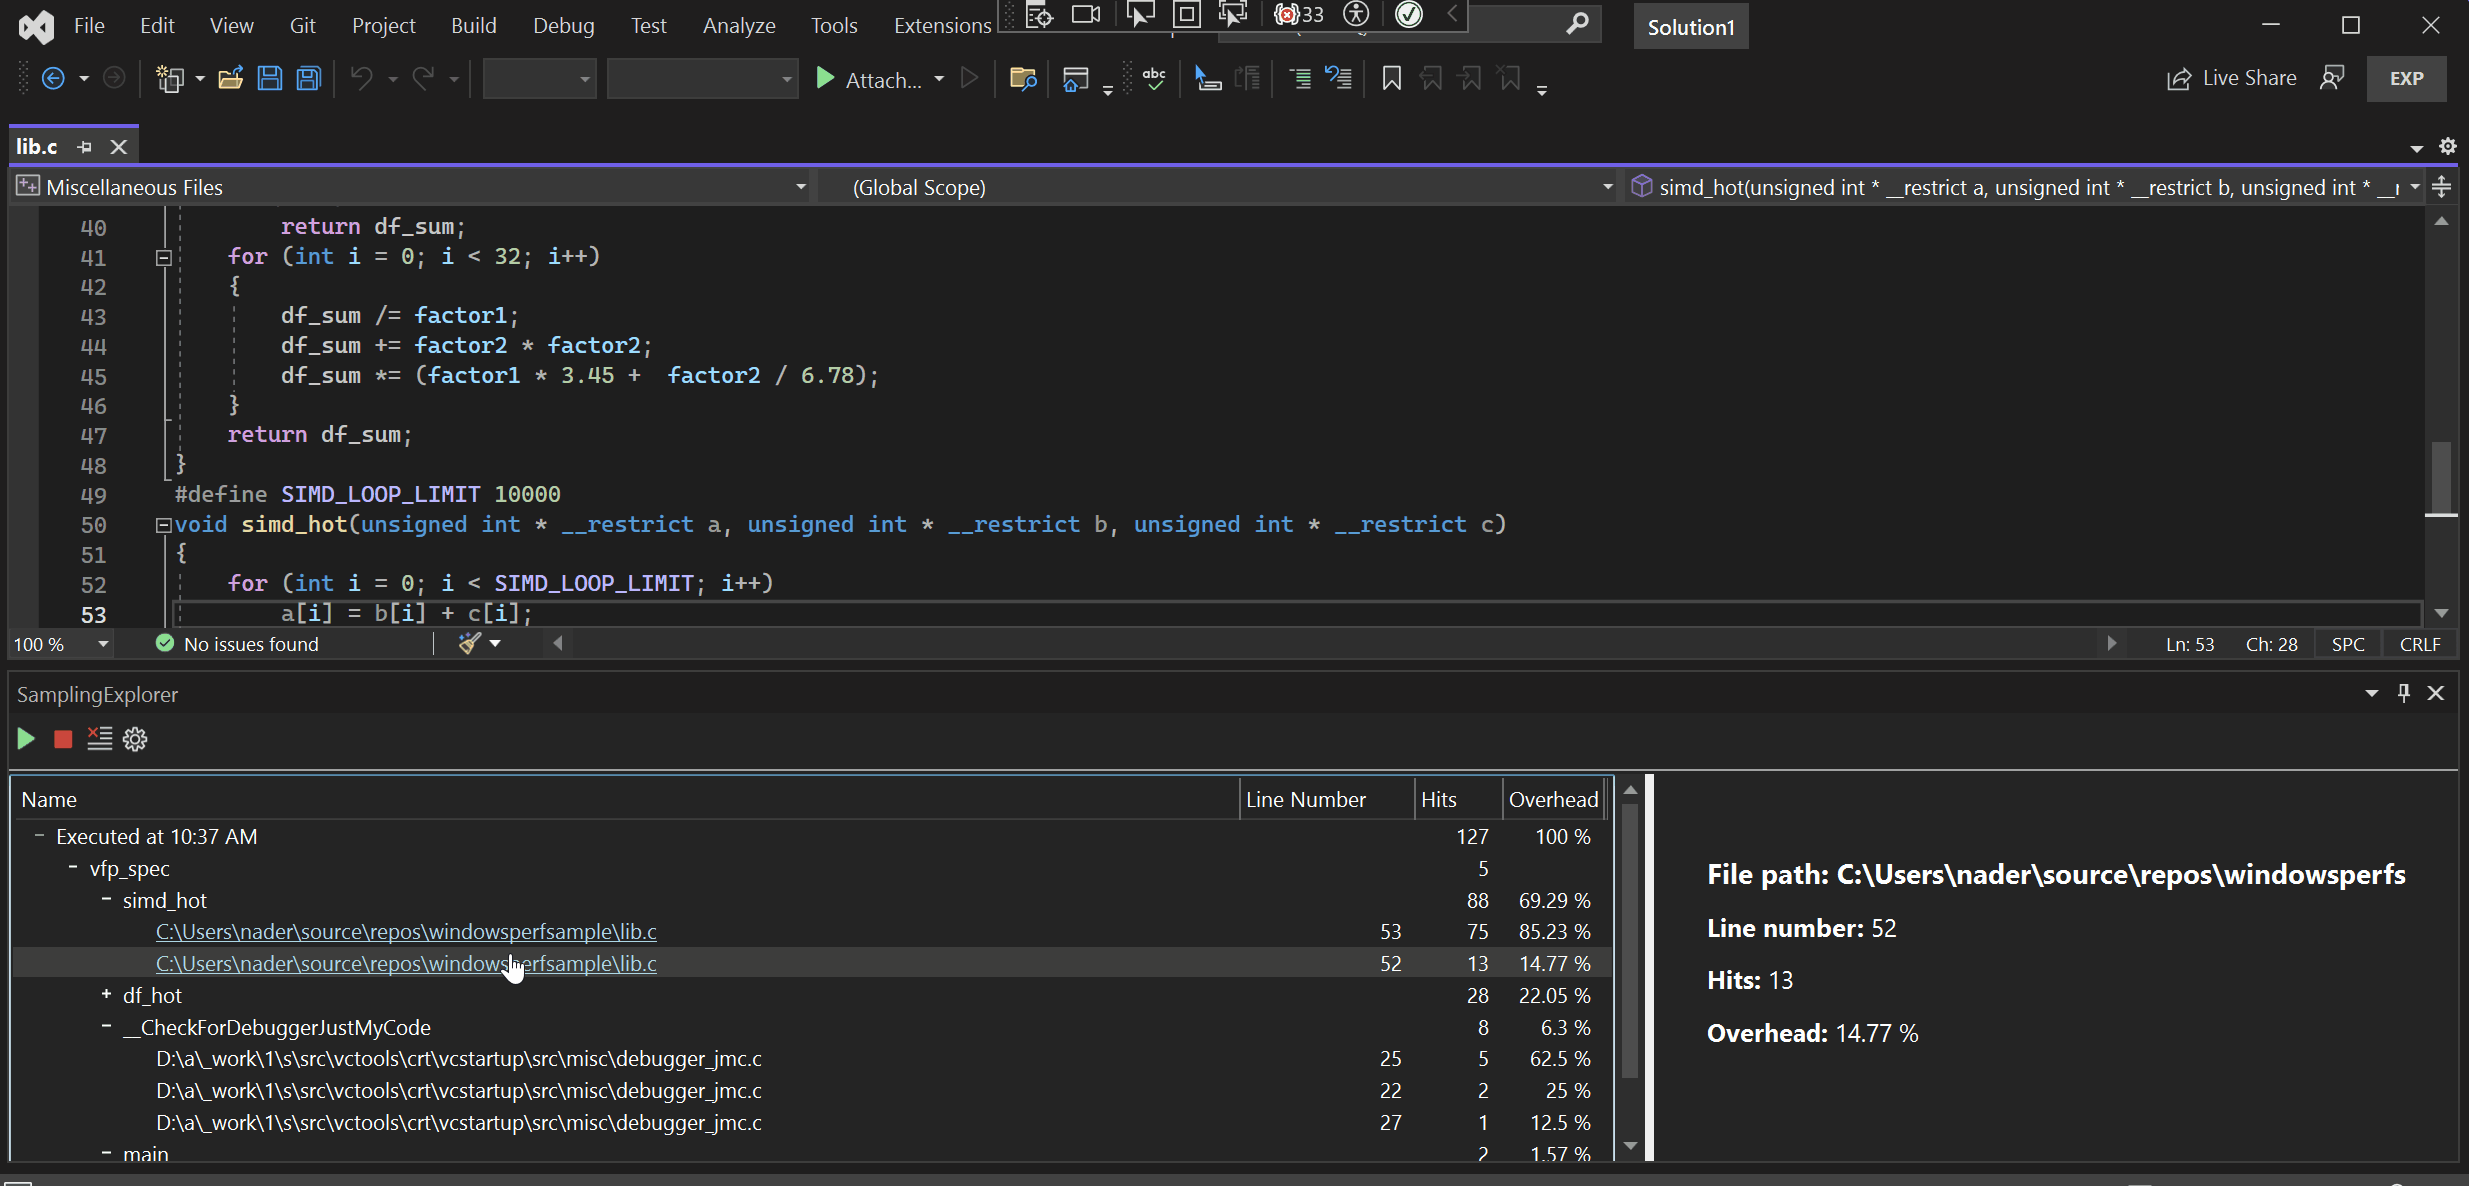 File Edit View Git Project Build Debug Test Analyze Tools Extensions 33 Solution1
Attach... abc Live Share EXP
lib.c
Miscellaneous Files (Global Scope) simd_hot(unsigned int * __restrict a, unsigned int * __restrict b, unsigned int * __r
40 return df_sum;
41 for (int i = 0; i < 32; i++)
42 {
43 df_sum /= factor1;
44 df_sum += factor2 * factor2;
45 df_sum *= (factor1 * 3.45 +  factor2 / 6.78);
46 }
47 return df_sum;
48 }
49 #define SIMD_LOOP_LIMIT 10000
50 void simd_hot(unsigned int * __restrict a, unsigned int * __restrict b, unsigned int * __restrict c)
51 {
52 for (int i = 0; i < SIMD_LOOP_LIMIT; i++)
53 a[i] = b[i] + c[i];
100 % No issues found Ln: 53 Ch: 28 SPC CRLF
SamplingExplorer
Name Line Number Hits Overhead
Executed at 10:37 AM 127 100 %
vfp_spec 5
simd_hot 88 69.29 %
C:\Users\nader\source\repos\windowsperfsample\lib.c 53 75 85.23 %
C:\Users\nader\source\repos\windowsperfsample\lib.c 52 13 14.77 %
df_hot 28 22.05 %
__CheckForDebuggerJustMyCode 8 6.3 %
D:\a\_work\1\s\src\vctools\crt\vcstartup\src\misc\debugger_jmc.c 25 5 62.5 %
D:\a\_work\1\s\src\vctools\crt\vcstartup\src\misc\debugger_jmc.c 22 2 25 %
D:\a\_work\1\s\src\vctools\crt\vcstartup\src\misc\debugger_jmc.c 27 1 12.5 %
main 2 1.57 %
File path: C:\Users\nader\source\repos\windowsperfs
Line number: 52
Hits: 13
Overhead: 14.77 %